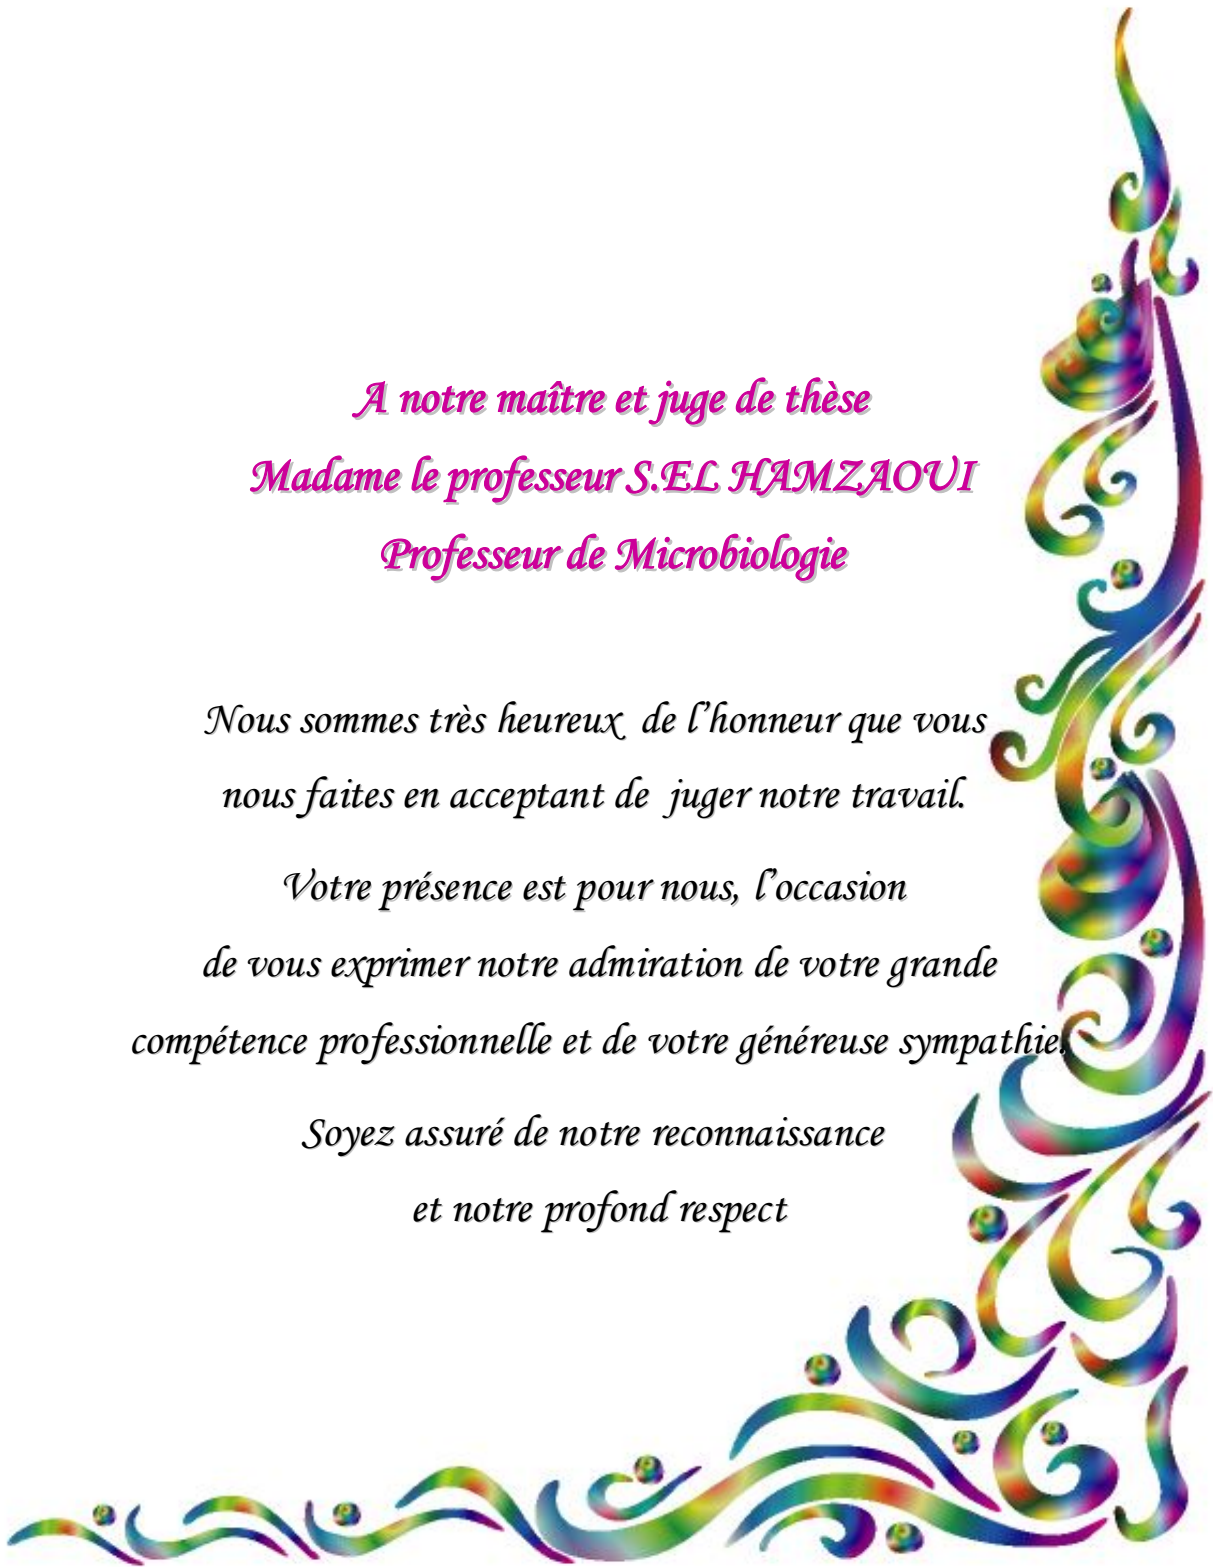 A notre maître et juge de thèse
Madame le professeur S.EL HAMZAOUI
Professeur de Microbiologie
Nous sommes très heureux de l’honneur que vous
nous faites en acceptant de juger notre travail.
Votre présence est pour nous, l’occasion
de vous exprimer notre admiration de votre grande
compétence professionnelle et de votre généreuse sympathie.
Soyez assuré de notre reconnaissance
et notre profond respect